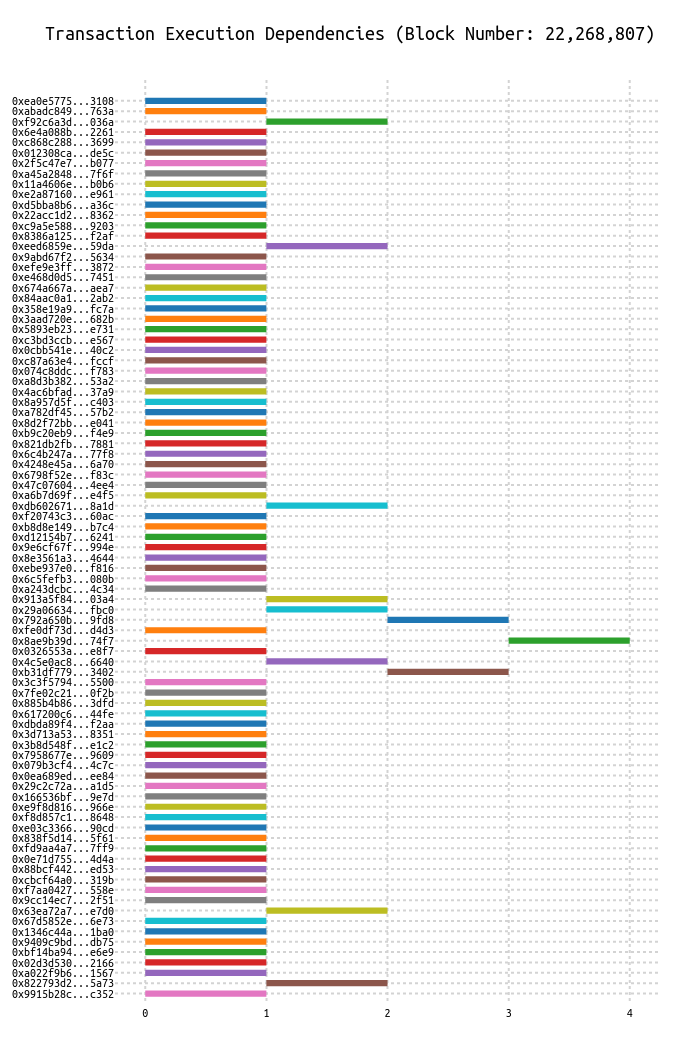 Transaction Execution Dependencies (Block Number: 22,268,807)
0xea0e5775...3108
0xabadc849...763a
0xf92c6a3d...036a
0x6e4a088b...2261
0xc868c288...3699
0x012308ca...de5c
0x2f5c47e7...b077
0xa45a2848...7f6f
0x11a4606e...b0b6
0xe2a87160...e961
0xd5bba8b6...a36c
0x22acc1d2...8362
0xc9a5e588...9203
0x8386a125...f2af
0xeed6859e...59da
0x9abd67f2...5634
0xefe9e3ff...3872
0xe468d0d5...7451
0x674a667a...aea7
0x84aac0a1...2ab2
0x358e19a9...fc7a
0x3aad720e...682b
0x5893eb23...e731
0xc3bd3ccb...e567
0x0cbb541e...40c2
0xc87a63e4...fccf
0x074c8ddc...f783
0xa8d3b382...53a2
0x4ac6bfad...37a9
0x8a957d5f...c403
0xa782df45...57b2
0x8d2f72bb...e041
0xb9c20eb9...f4e9
0x821db2fb...7881
0x6c4b247a...77f8
0x4248e45a...6a70
0x6798f52e...f83c
0x47c07604...4ee4
0xa6b7d69f...e4f5
0xdb602671...8a1d
0xf20743c3...60ac
0xb8d8e149...b7c4
0xd12154b7...6241
0x9e6cf67f...994e
0x8e3561a3...4644
0xebe937e0...f816
0x6c5fefb3...080b
0xa243dcbc...4c34
0x913a5f84...03a4
0x29a06634...fbc0
0x792a650b...9fd8
0xfe0df73d...d4d3
0x8ae9b39d...74f7
0x0326553a...e8f7
0x4c5e0ac8...6640
0xb31df779...3402
0x3c3f5794...5500
0x7fe02c21...0f2b
0x885b4b86...3dfd
0x617200c6...44fe
0xdbda89f4...f2aa
0x3d713a53...8351
0x3b8d548f...e1c2
0x7958677e...9609
0x079b3cf4...4c7c
0x0ea689ed...ee84
0x29c2c72a...a1d5
0x166536bf...9e7d
0xe9f8d816...966e
0xf8d857c1...8648
0xe03c3366...90cd
0x838f5d14...5f61
0xfd9aa4a7...7ff9
0x0e71d755...4d4a
0x88bcf442...ed53
0xcbcf64a0...319b
0xf7aa0427...558e
0x9cc14ec7...2f51
0x63ea72a7...e7d0
0x67d5852e...6e73
0x1346c44a...1ba0
0x9409c9bd...db75
0xbf14ba94...e6e9
0x02d3d530...2166
0xa022f9b6...1567
0x822793d2...5a73
0x9915b28c...c352
0 1 2 3 4